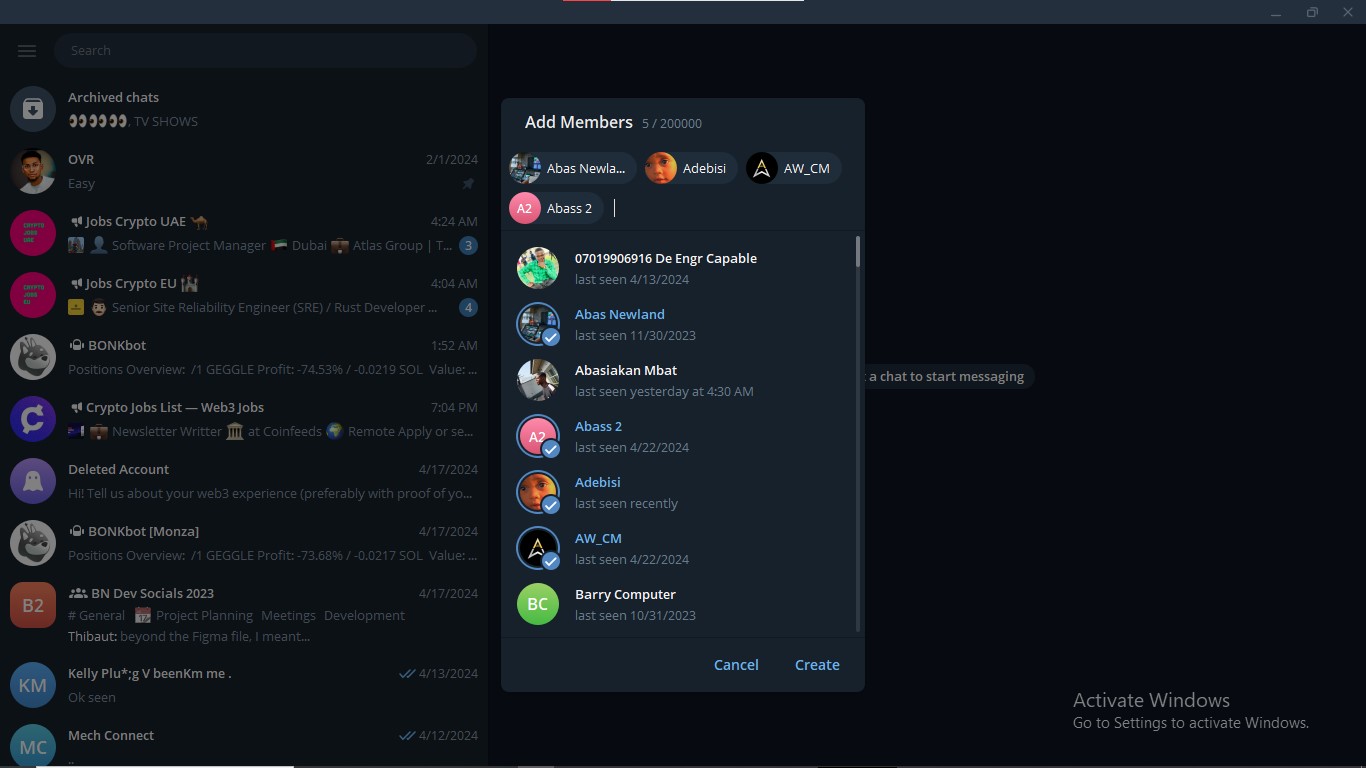 Search
Archived chats
👀👀👀, TV SHOWS
OVR 2/1/2024
Easy
Jobs Crypto UAE 🐪 4:24 AM
👤 Software Project Manager 🇦🇪 Dubai 💼 Atlas Group | T... 3
Jobs Crypto EU 🏰 4:04 AM
Senior Site Reliability Engineer (SRE) / Rust Developer ... 4
BONKbot 1:52 AM
Positions Overview: /1 GEGGLE Profit: -74.53% / -0.0219 SOL Value: ...
Crypto Jobs List — Web3 Jobs 7:04 PM
💼 Newsletter Writter 🏛 at Coinfeeds 🌍 Remote Apply or se...
Deleted Account 4/17/2024
Hi! Tell us about your web3 experience (preferably with proof of yo...
BONKbot [Monza] 4/17/2024
Positions Overview: /1 GEGGLE Profit: -73.68% / -0.0217 SOL Value: ...
B2 BN Dev Socials 2023 4/17/2024
# General 📆 Project Planning Meetings Development
Thibaut: beyond the Figma file, I meant...
KM Kelly Plu*;g V beenKm me . 4/13/2024
Ok seen
MC Mech Connect 4/12/2024
Add Members 5 / 200000
Abas Newla... Adebisi AW_CM
A2 Abass 2
07019906916 De Engr Capable
last seen 4/13/2024
Abas Newland
last seen 11/30/2023
Abasiakan Mbat
last seen yesterday at 4:30 AM
A2 Abass 2
last seen 4/22/2024
Adebisi
last seen recently
AW_CM
last seen 4/22/2024
BC Barry Computer
last seen 10/31/2023
Cancel Create
a chat to start messaging
Activate Windows
Go to Settings to activate Windows.